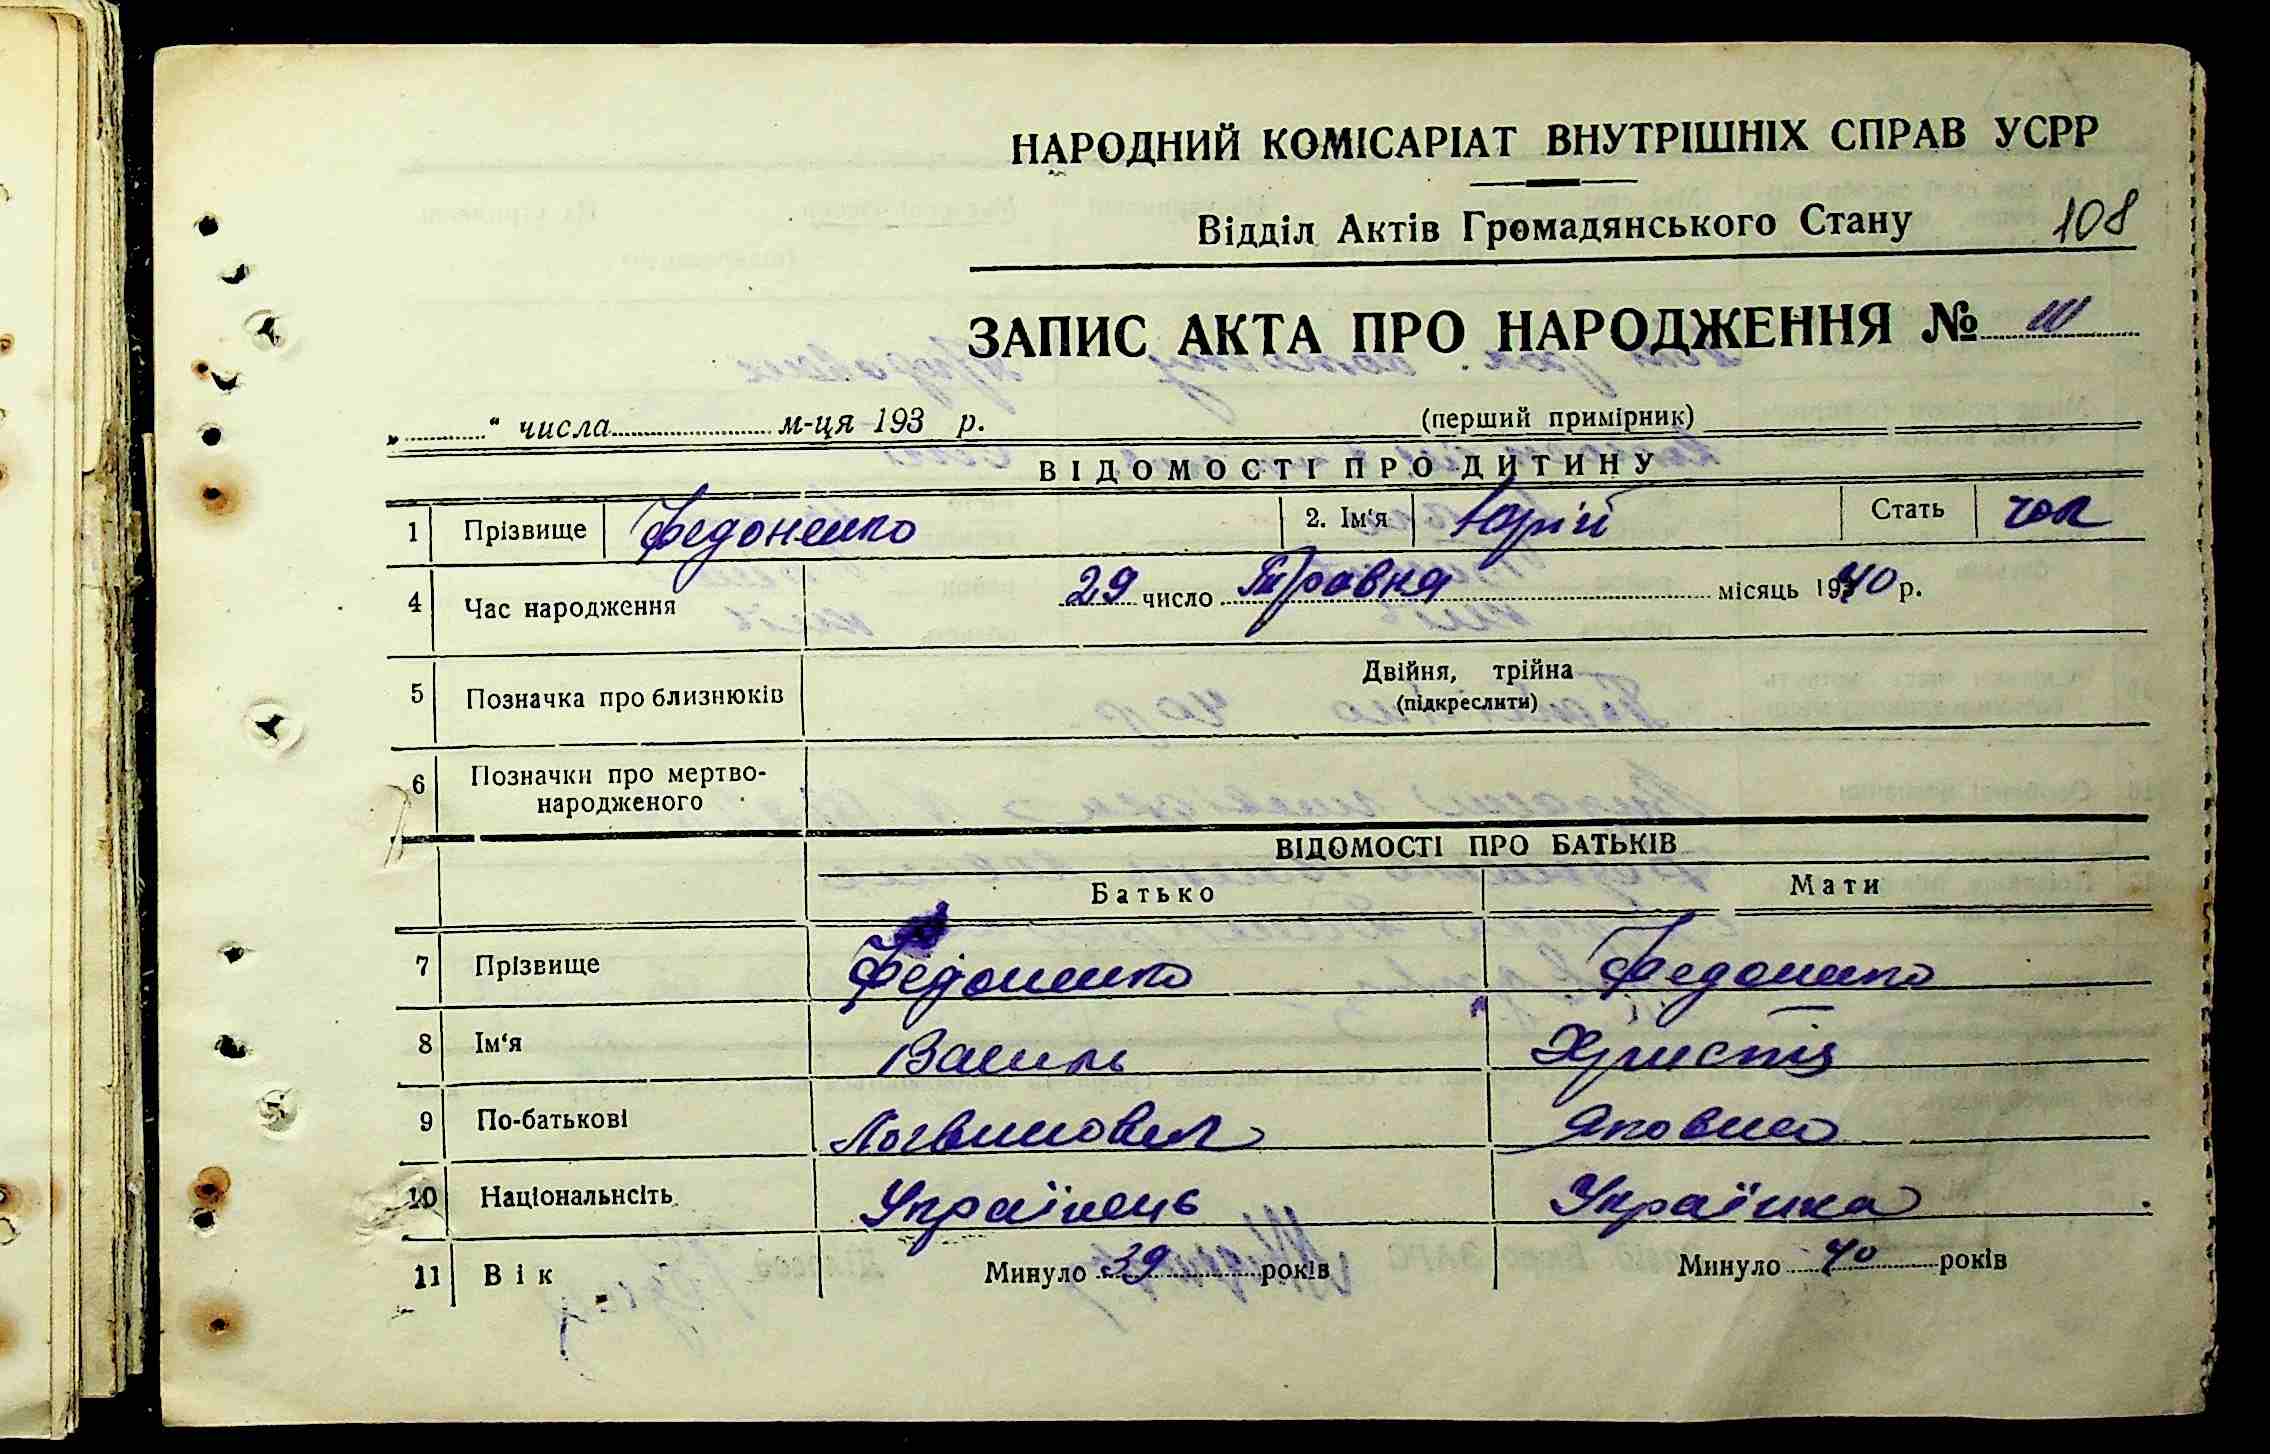 НАРОДНИЙ КОМІСАРІАТ ВНУТРІШНІХ СПРАВ УСРР
Відділ Актів Громадянського Стану 108
ЗАПИС АКТА ПРО НАРОДЖЕННЯ № 111
„ “ числа м-ця 193 р. (перший примірник)
ВІДОМОСТІ ПРО ДИТИНУ
1 Прізвище Федоненко 2. Ім‘я Юрій Стать чол
4 Час народження 29 число Травня місяць 1940 р.
5 Позначка про близнюків Двійня, трійна
(підкреслити)
6 Позначки про мертво-
народженого
ВІДОМОСТІ ПРО БАТЬКІВ
Батько Мати
7 Прізвище Федоненко Федоненко
8 Ім‘я Василь Христя
9 По-батькові Логвинович Яковна
10 Національнсіть Українець Українка
11 Вік Минуло 39 років Минуло 40 років